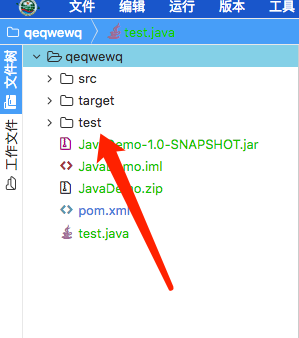 文件 编辑 运行 版本 工具
qeqwewq test.java
文件树
工作文件
qeqwewq
src
target
test
JavaDemo-1.0-SNAPSHOT.jar
JavaDemo.iml
JavaDemo.zip
pom.xml
test.java